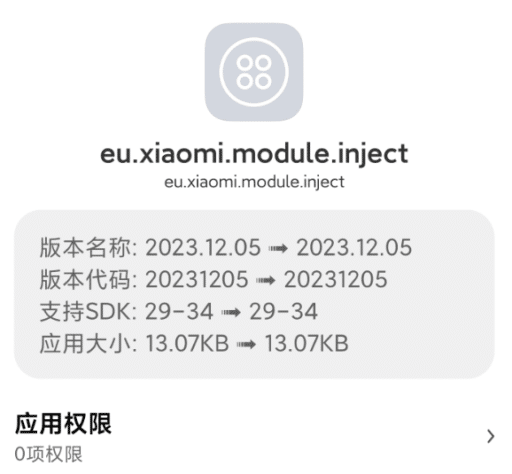 eu.xiaomi.module.inject
eu.xiaomi.module.inject
版本名称: 2023.12.05 ➟ 2023.12.05
版本代码: 20231205 ➟ 20231205
支持SDK: 29-34 ➟ 29-34
应用大小: 13.07KB ➟ 13.07KB
应用权限
0项权限